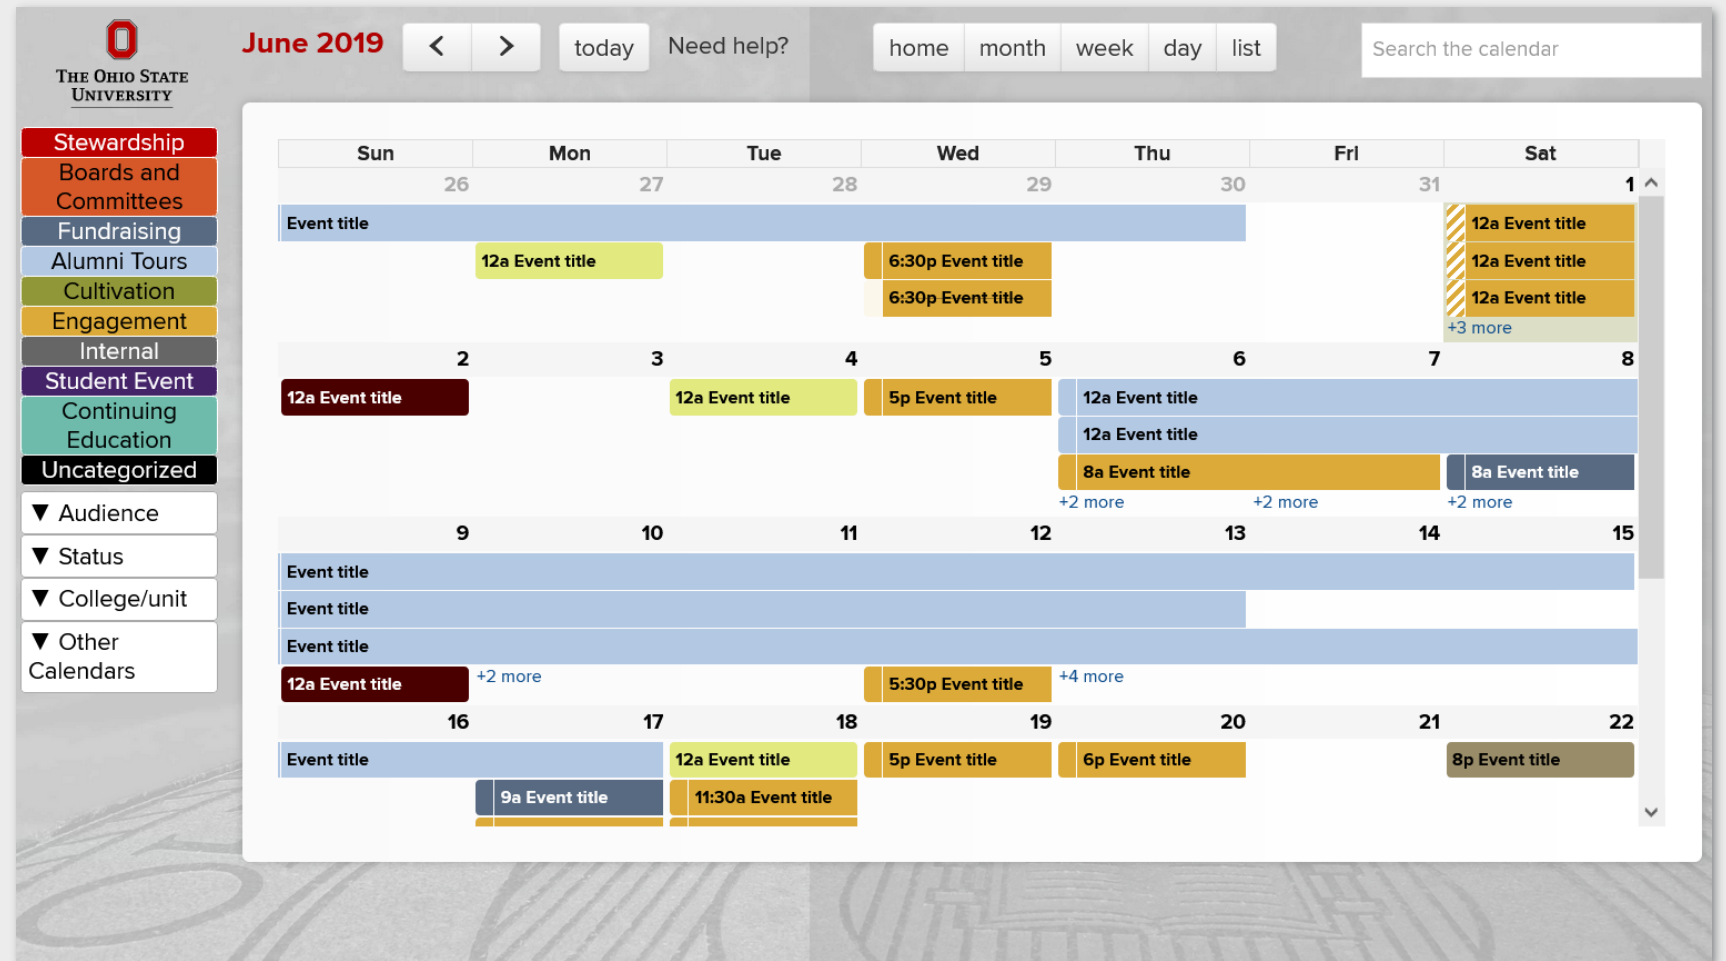 THE OHIO STATE
UNIVERSITY
June 2019
today
Need help?
home
month
week
day
list
Search the calendar
Stewardship
Boards and
Committees
Fundraising
Alumni Tours
Cultivation
Engagement
Internal
Student Event
Continuing
Education
Uncategorized
▼ Audience
▼ Status
▼ College/unit
▼ Other
Calendars
Sun Mon Tue Wed Thu Fri Sat
26 27 28 29 30 31 1
Event title
12a Event title
12a Event title
6:30p Event title
12a Event title
6:30p Event title
12a Event title
+3 more
2 3 4 5 6 7 8
12a Event title
12a Event title
5p Event title
12a Event title
12a Event title
8a Event title
8a Event title
+2 more
+2 more
+2 more
9 10 11 12 13 14 15
Event title
Event title
Event title
12a Event title
+2 more
5:30p Event title
+4 more
16 17 18 19 20 21 22
Event title
12a Event title
5p Event title
6p Event title
8p Event title
9a Event title
11:30a Event title